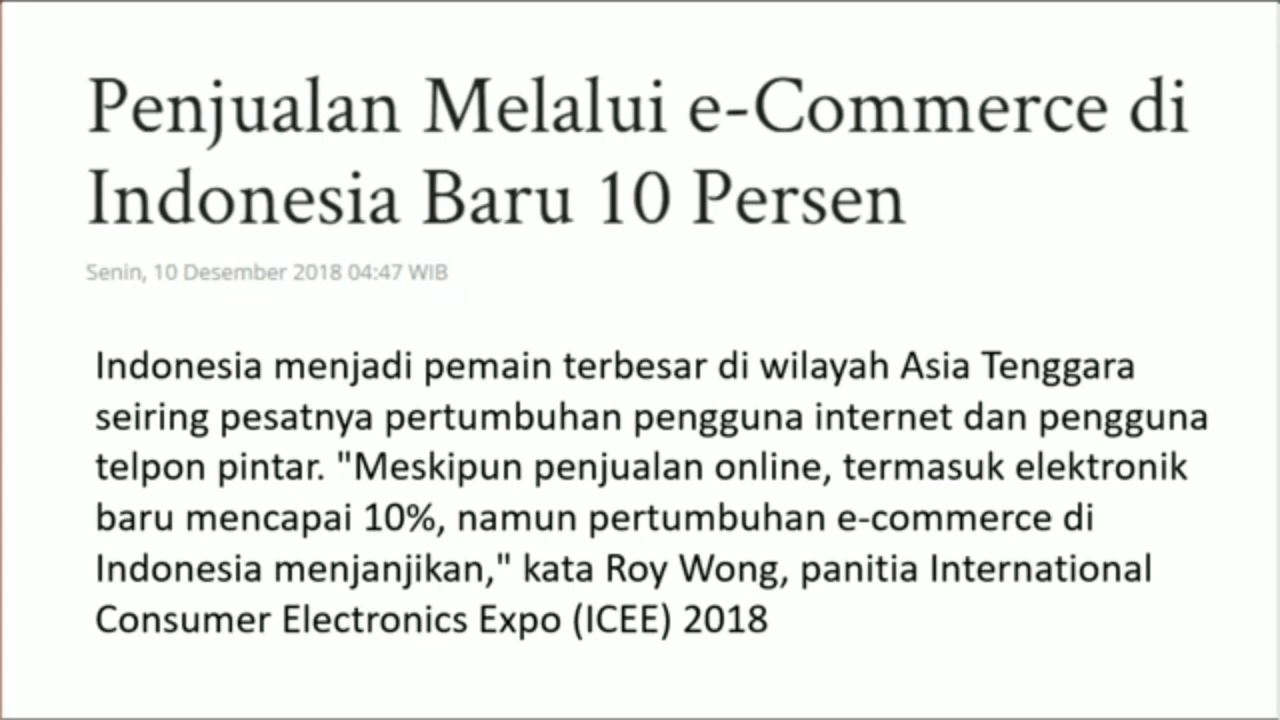 Penjualan Melalui e-Commerce di
Indonesia Baru 10 Persen
Senin, 10 Desember 2018 04:47 WIB
Indonesia menjadi pemain terbesar di wilayah Asia Tenggara
seiring pesatnya pertumbuhan pengguna internet dan pengguna
telpon pintar. "Meskipun penjualan online, termasuk elektronik
baru mencapai 10%, namun pertumbuhan e-commerce di
Indonesia menjanjikan," kata Roy Wong, panitia International
Consumer Electronics Expo (ICEE) 2018